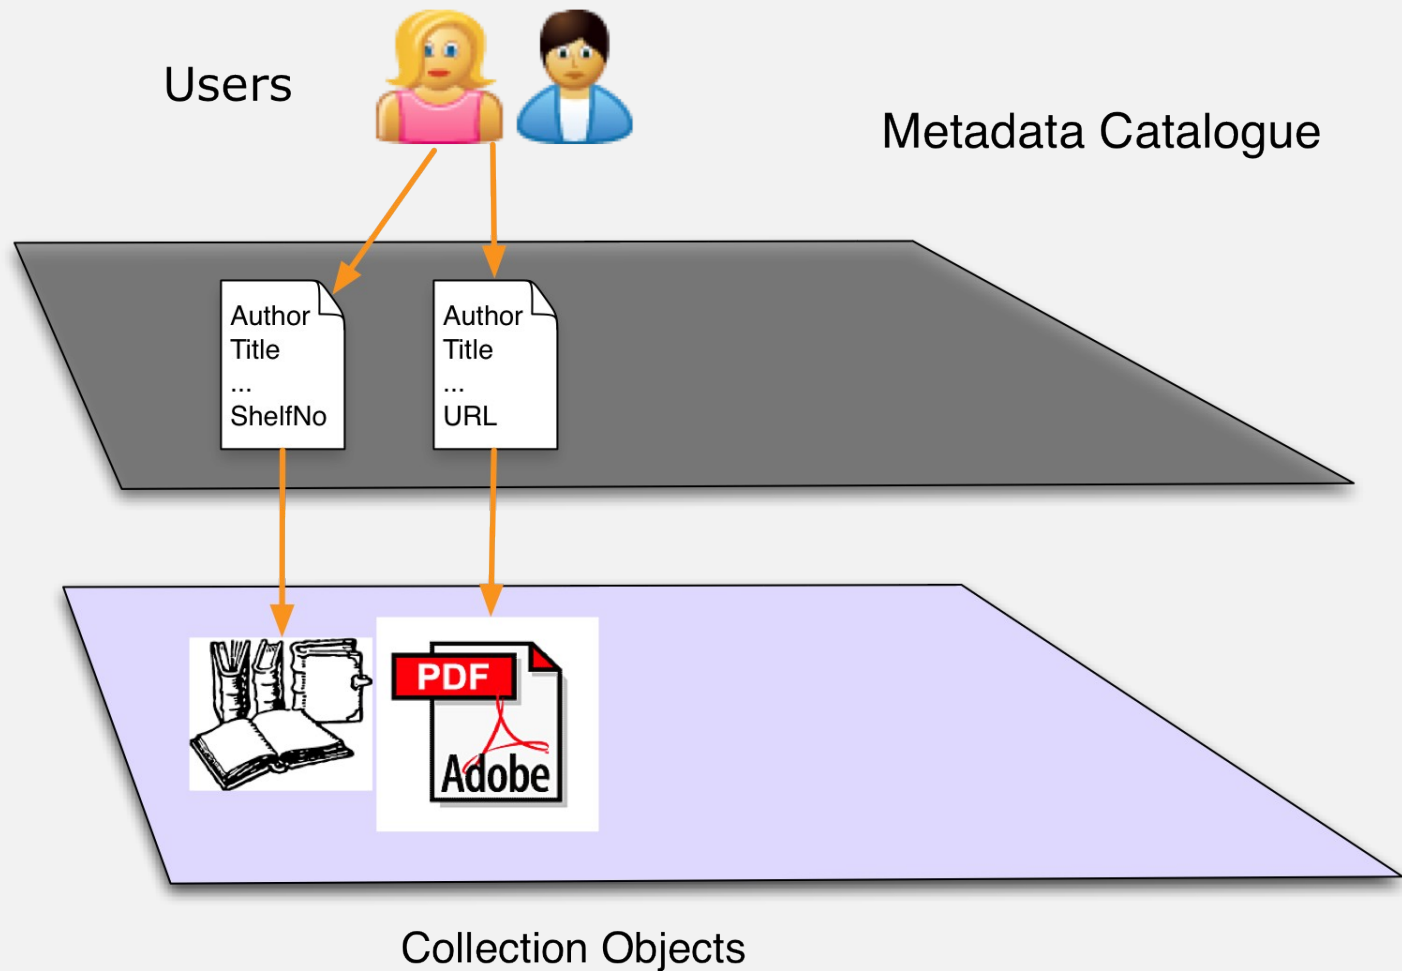 Users
Metadata Catalogue
Author
Title
...
ShelfNo
Author
Title
...
URL
PDF
Adobe
Collection Objects